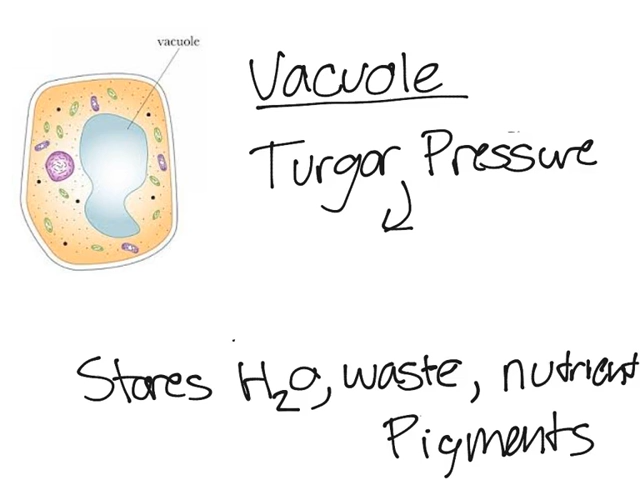 vacuole
Vacuole
Turgor Pressure
Stores H₂O, waste, nutrient
Pigments